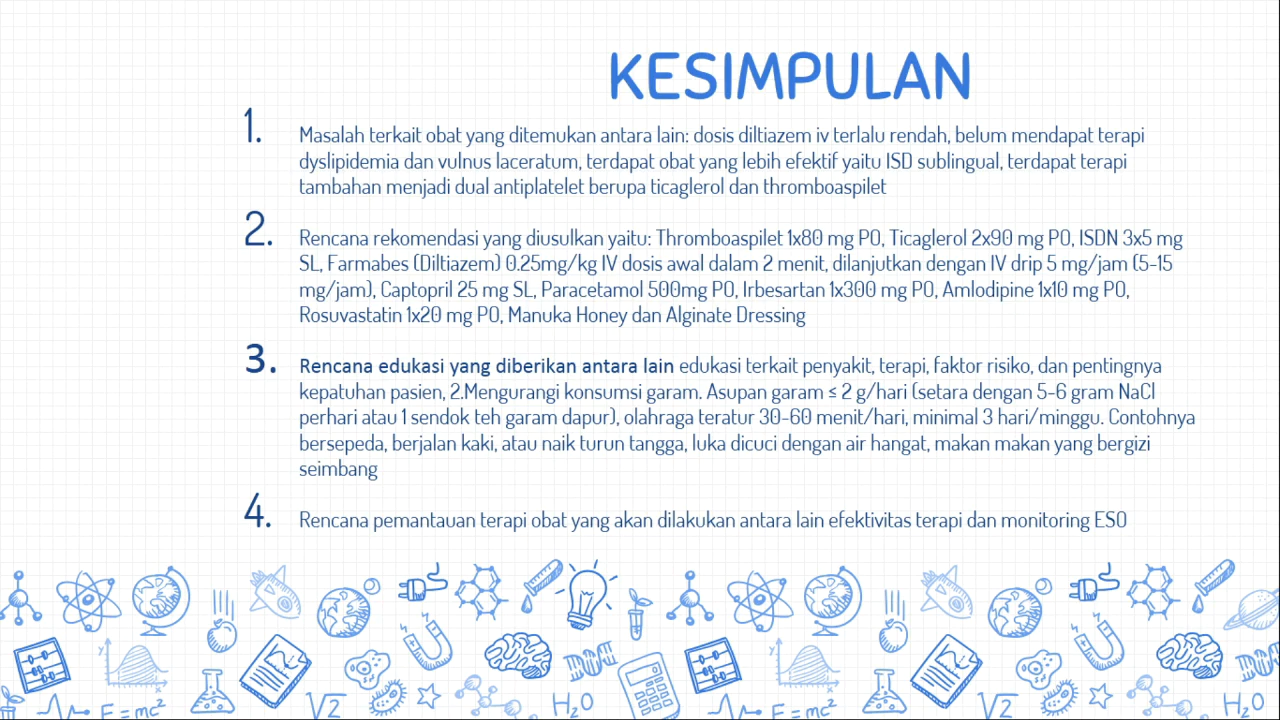 KESIMPULAN
1. Masalah terkait obat yang ditemukan antara lain: dosis diltiazem iv terlalu rendah, belum mendapat terapi
dyslipidemia dan vulnus laceratum, terdapat obat yang lebih efektif yaitu ISD sublingual, terdapat terapi
tambahan menjadi dual antiplatelet berupa ticaglerol dan thromboaspilet
2. Rencana rekomendasi yang diusulkan yaitu: Thromboaspilet 1x80 mg PO, Ticaglerol 2x90 mg PO, ISDN 3x5 mg
SL, Farmabes (Diltiazem) 0.25mg/kg IV dosis awal dalam 2 menit, dilanjutkan dengan IV drip 5 mg/jam (5-15
mg/jam), Captopril 25 mg SL, Paracetamol 500mg PO, Irbesartan 1x300 mg PO, Amlodipine 1x10 mg PO,
Rosuvastatin 1x20 mg PO, Manuka Honey dan Alginate Dressing
3. Rencana edukasi yang diberikan antara lain edukasi terkait penyakit, terapi, faktor risiko, dan pentingnya
kepatuhan pasien, 2.Mengurangi konsumsi garam. Asupan garam ≤ 2 g/hari (setara dengan 5-6 gram NaCl
perhari atau 1 sendok teh garam dapur), olahraga teratur 30-60 menit/hari, minimal 3 hari/minggu. Contohnya
bersepeda, berjalan kaki, atau naik turun tangga, luka dicuci dengan air hangat, makan makan yang bergizi
seimbang
4. Rencana pemantauan terapi obat yang akan dilakukan antara lain efektivitas terapi dan monitoring ESO
y x y x
E=mc² √2 H₂O E=mc² √2 H₂O